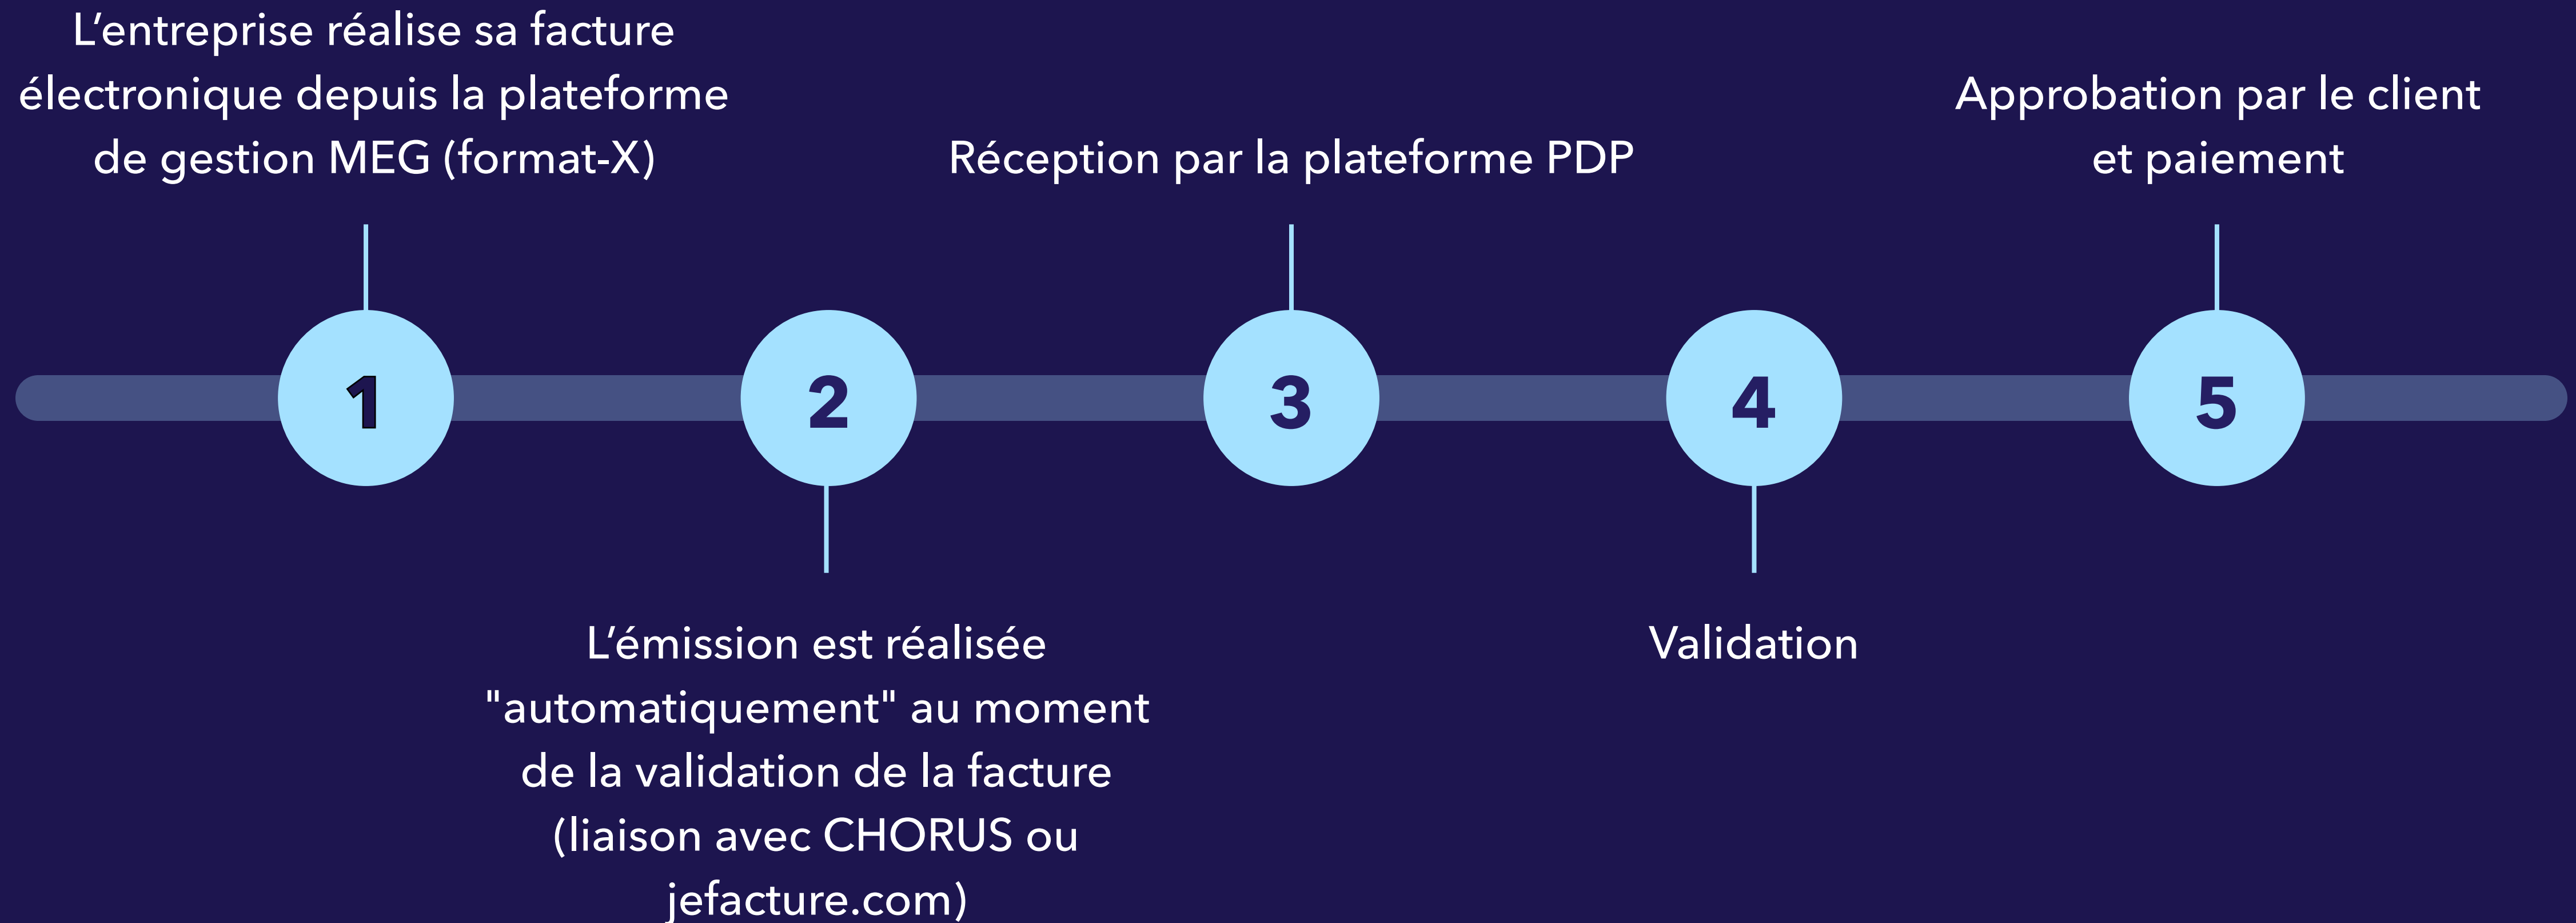 L’entreprise réalise sa facture
électronique depuis la plateforme
de gestion MEG (format-X)
Réception par la plateforme PDP
Approbation par le client
et paiement
1
2
3
4
5
L’émission est réalisée
"automatiquement" au moment
de la validation de la facture
(liaison avec CHORUS ou
jefacture.com)
Validation